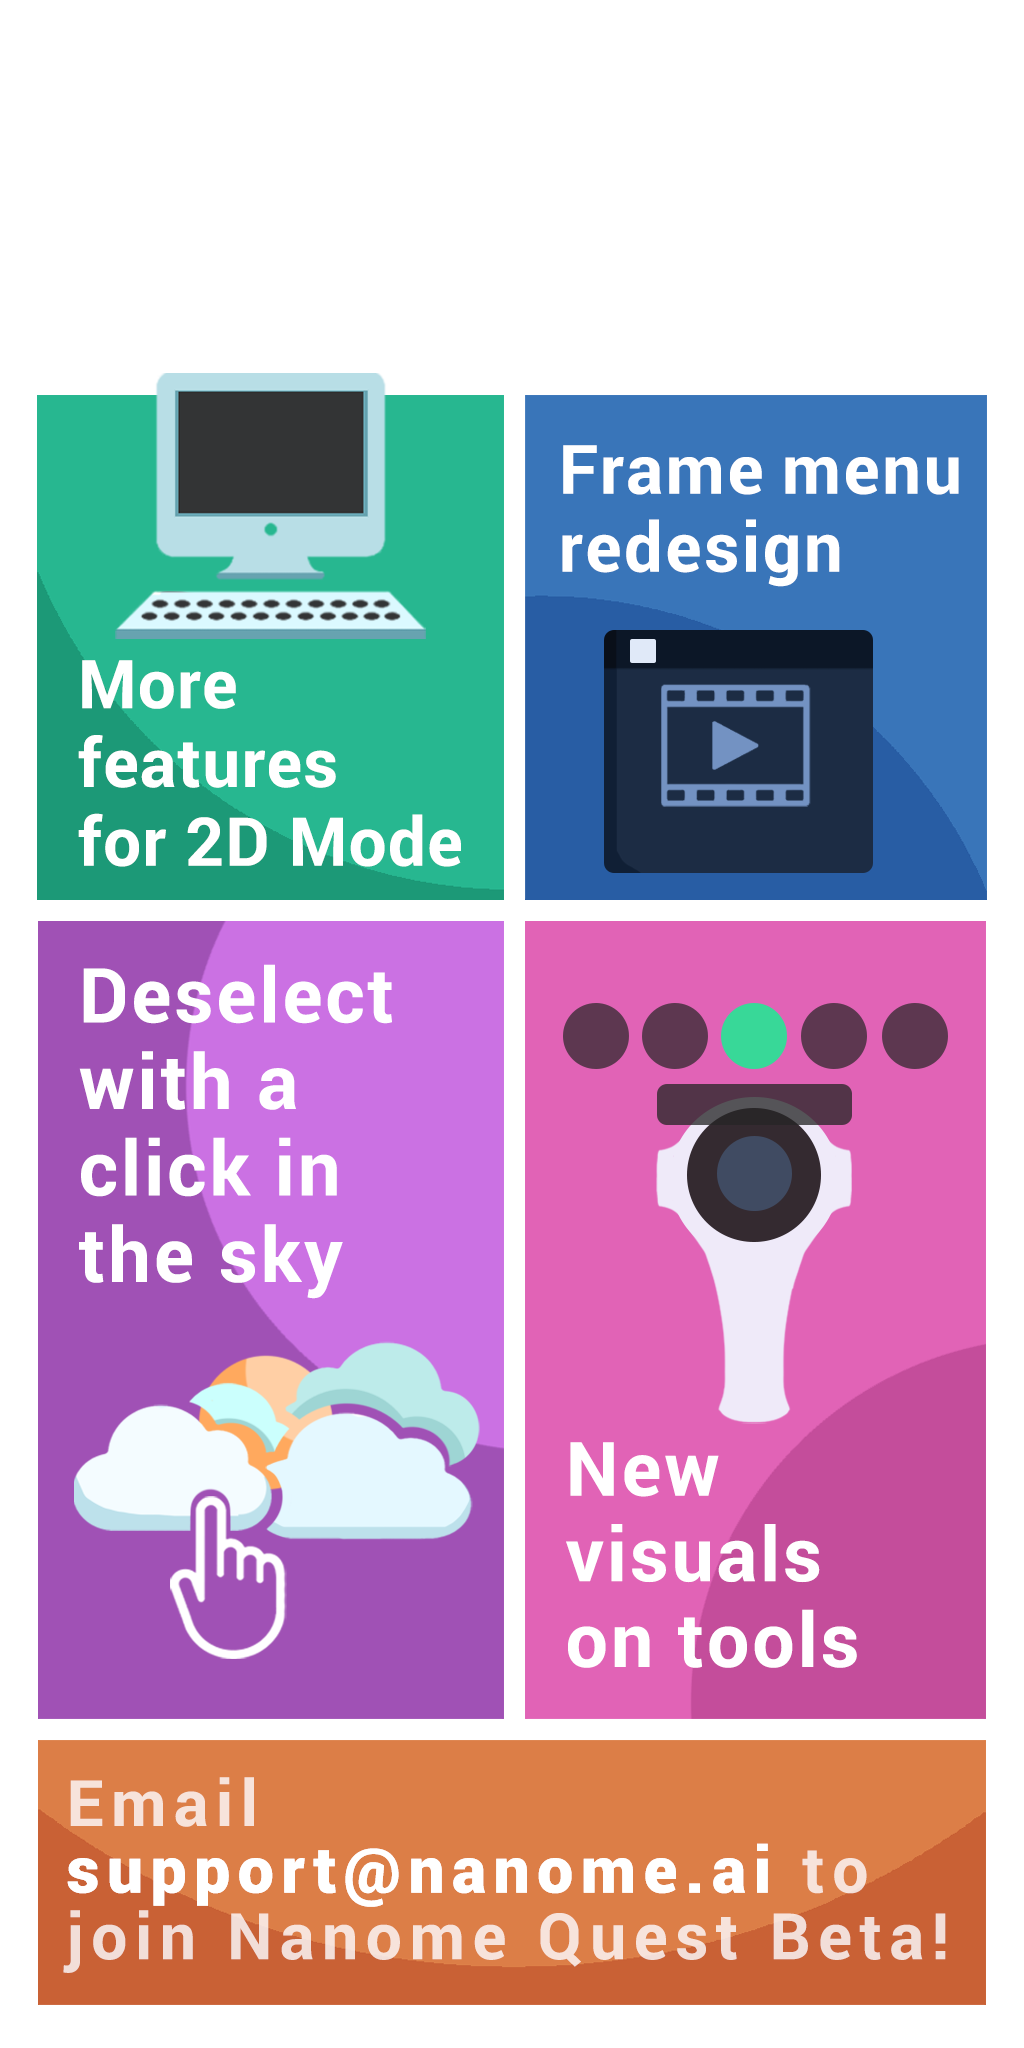 More
features
for 2D Mode
Frame menu
redesign
Deselect
with a
click in
the sky
New
visuals
on tools
Email
support@nanome.ai to
join Nanome Quest Beta!